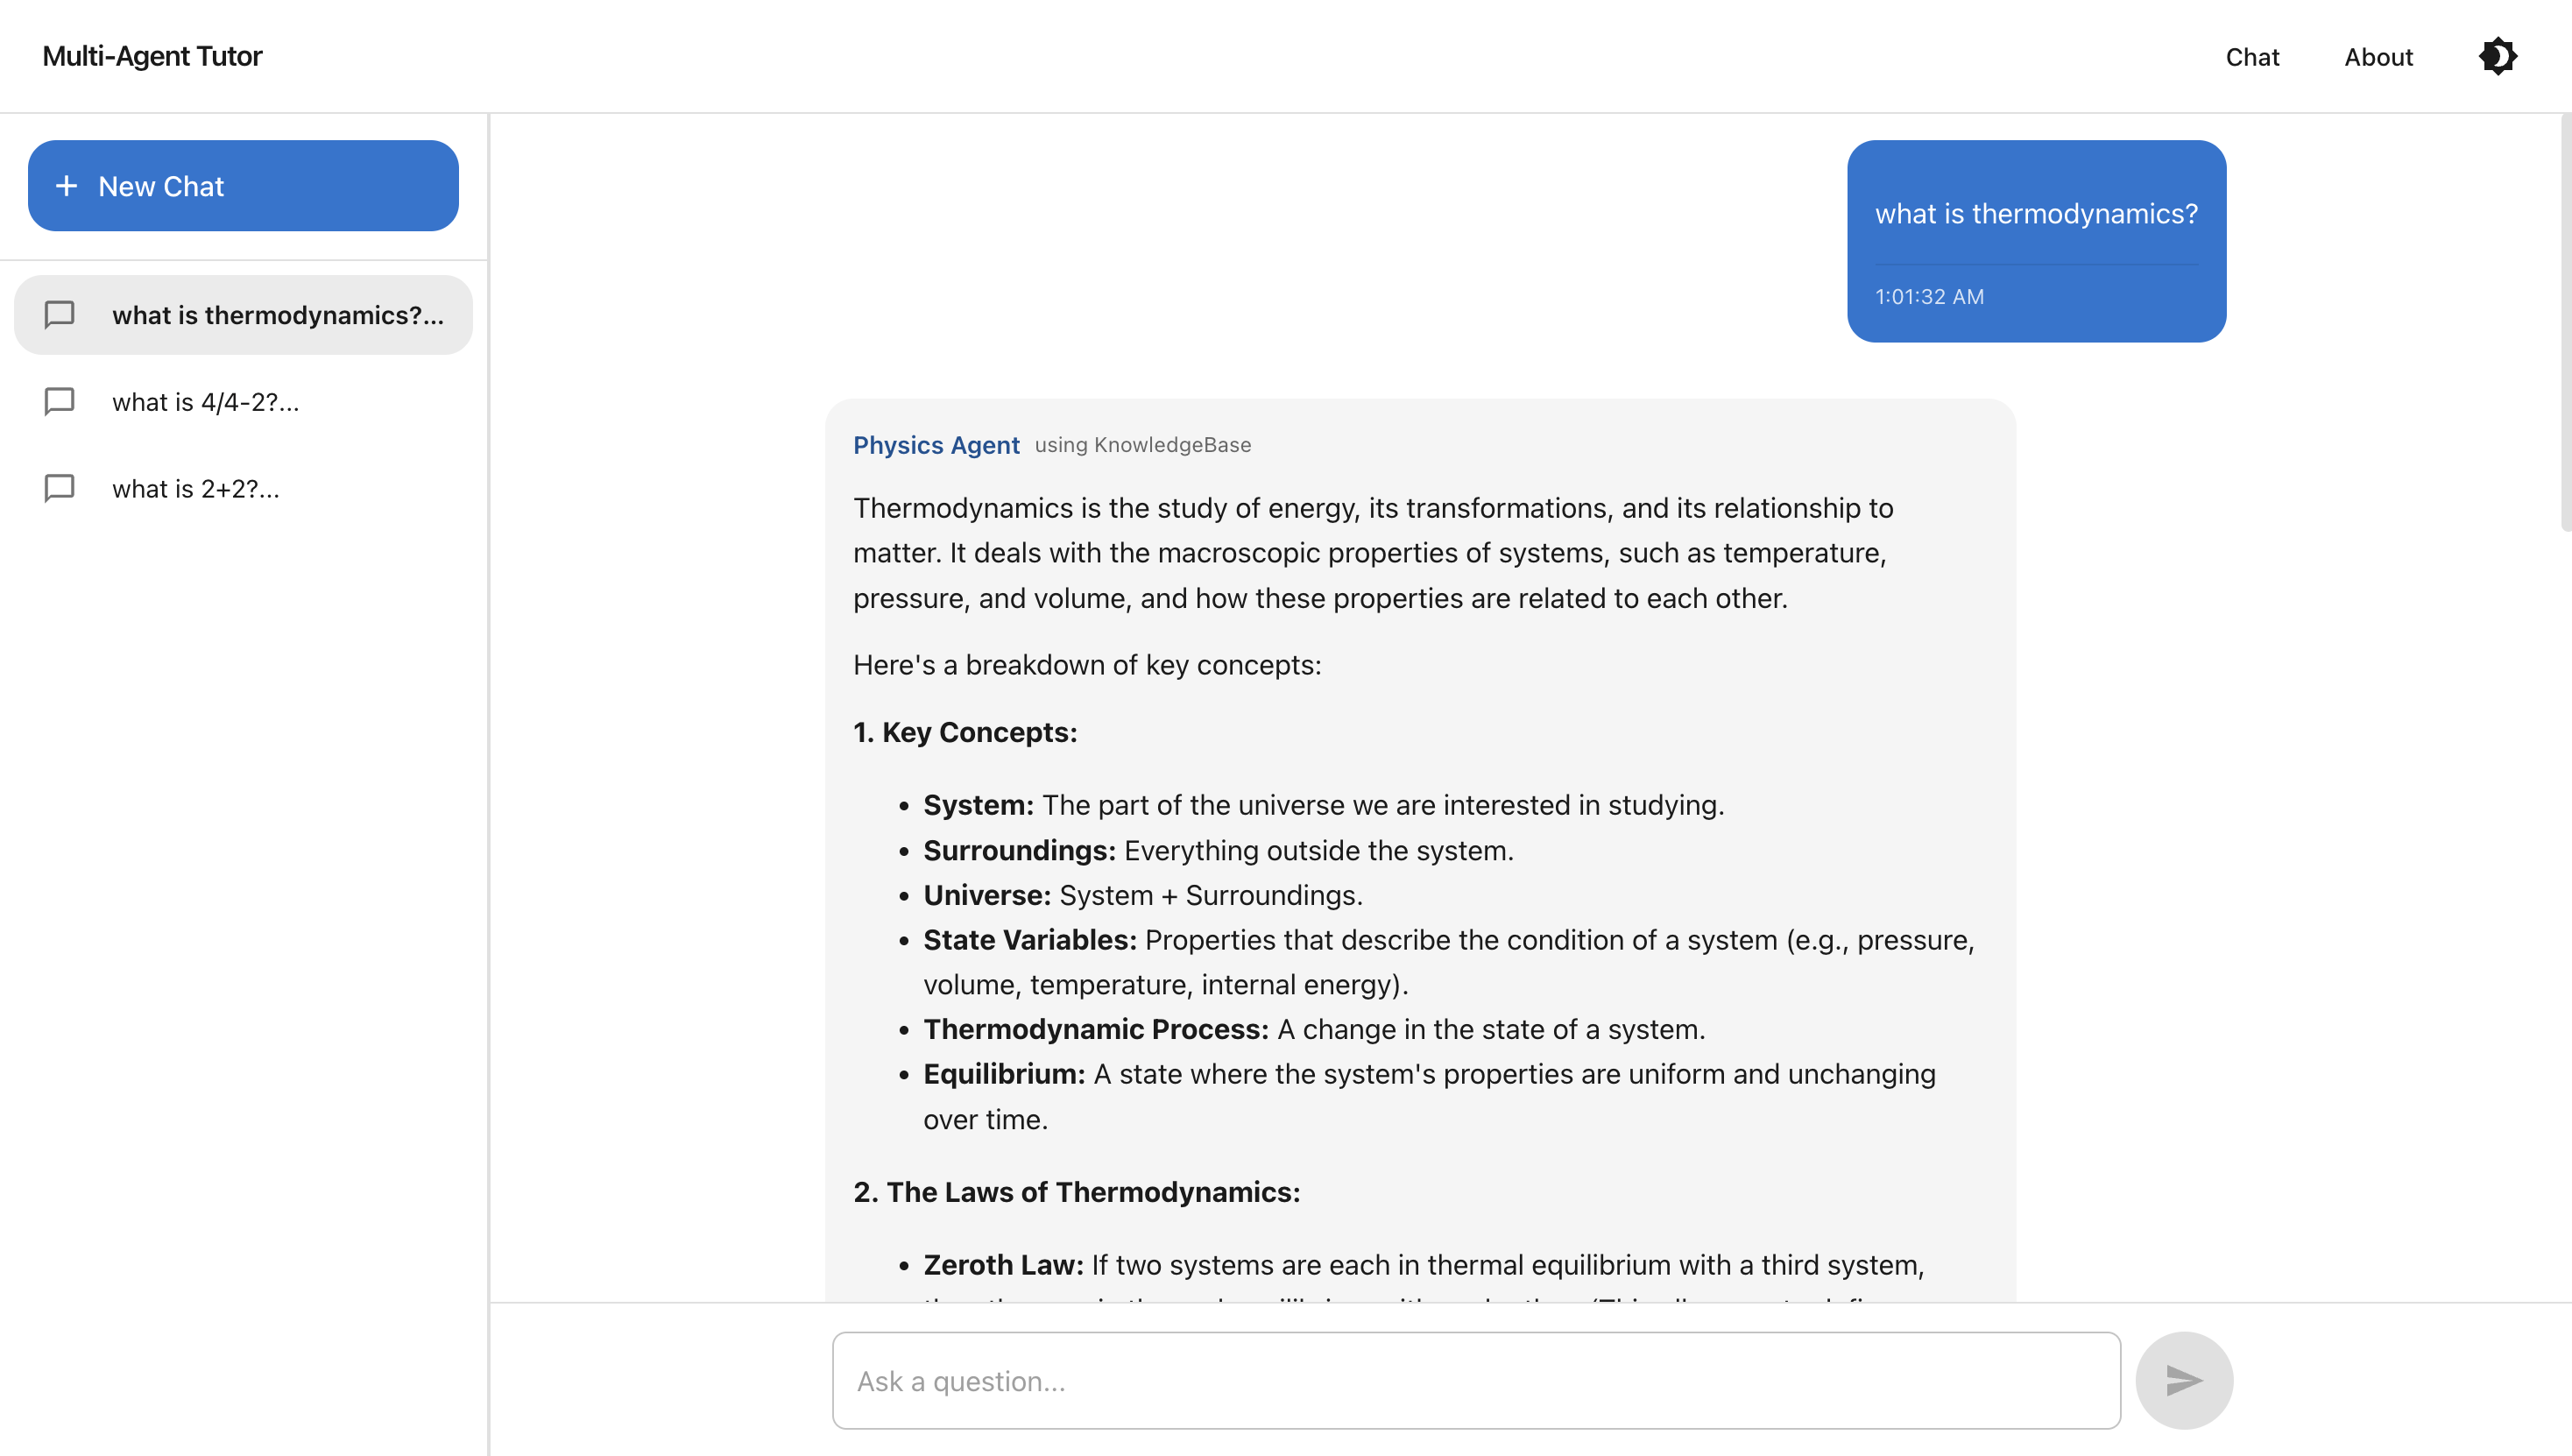 Multi-Agent Tutor
Chat
About
+ New Chat
what is thermodynamics?...
what is 4/4-2?...
what is 2+2?...
what is thermodynamics?
1:01:32 AM
Physics Agent using KnowledgeBase
Thermodynamics is the study of energy, its transformations, and its relationship to
matter. It deals with the macroscopic properties of systems, such as temperature,
pressure, and volume, and how these properties are related to each other.
Here's a breakdown of key concepts:
1. Key Concepts:
• System: The part of the universe we are interested in studying.
• Surroundings: Everything outside the system.
• Universe: System + Surroundings.
• State Variables: Properties that describe the condition of a system (e.g., pressure,
volume, temperature, internal energy).
• Thermodynamic Process: A change in the state of a system.
• Equilibrium: A state where the system's properties are uniform and unchanging
over time.
2. The Laws of Thermodynamics:
• Zeroth Law: If two systems are each in thermal equilibrium with a third system,
Ask a question...